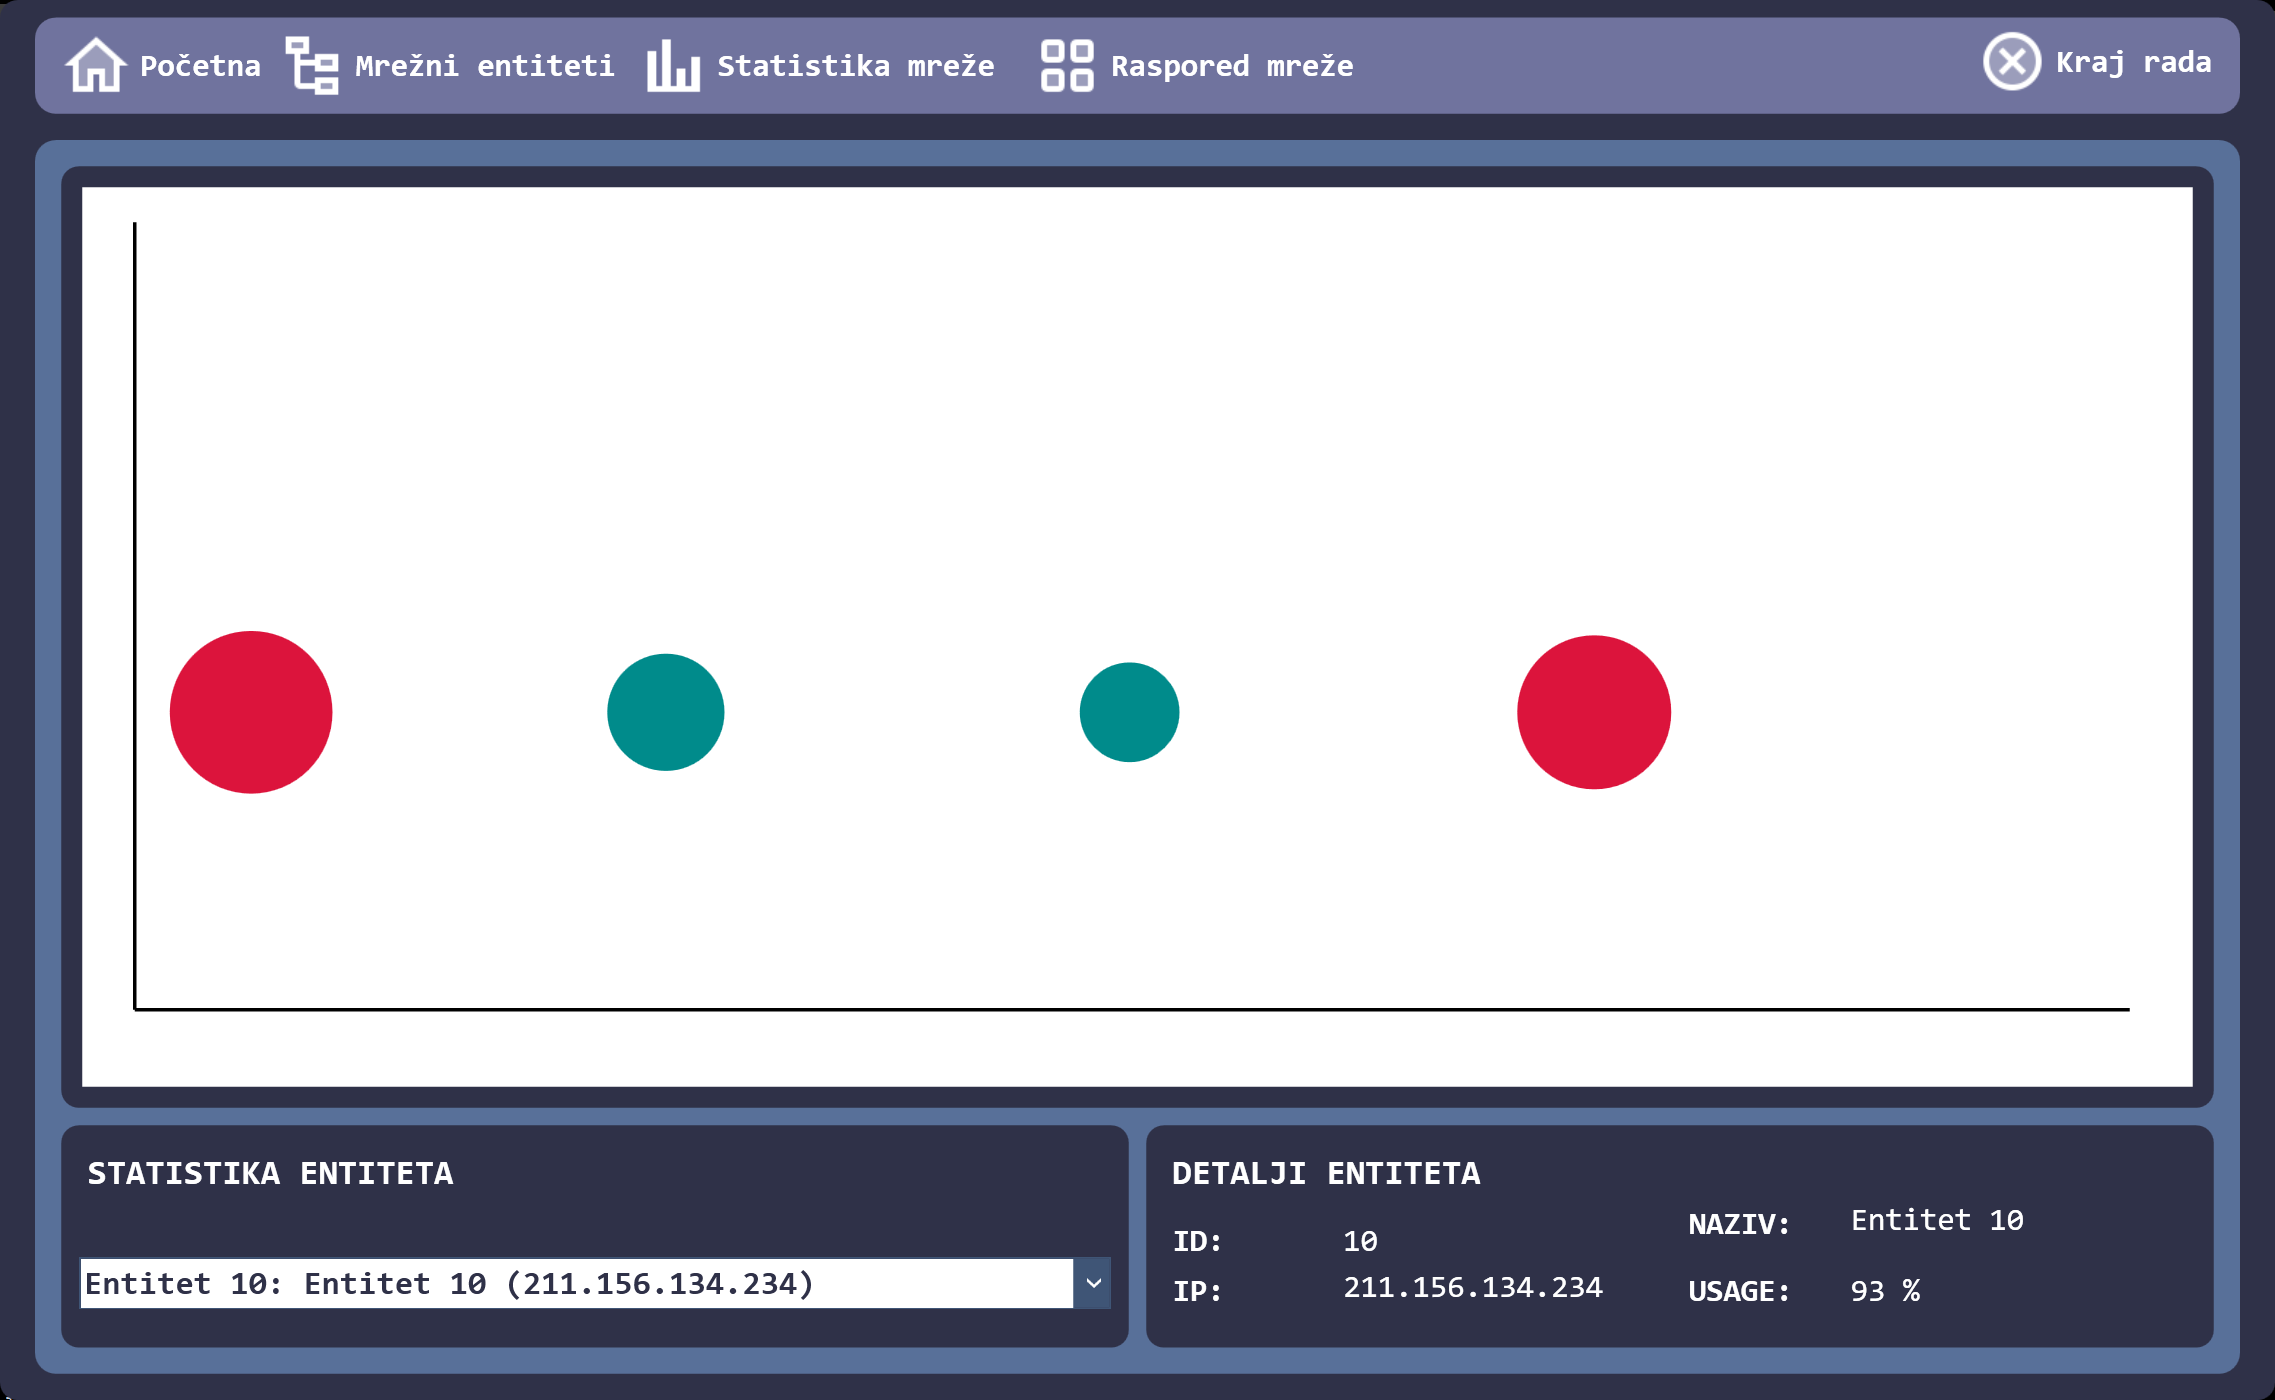 Početna Mrežni entiteti Statistika mreže Raspored mreže Kraj rada
STATISTIKA ENTITETA
Entitet 10: Entitet 10 (211.156.134.234)
DETALJI ENTITETA
ID: 10 NAZIV: Entitet 10
IP: 211.156.134.234 USAGE: 93 %